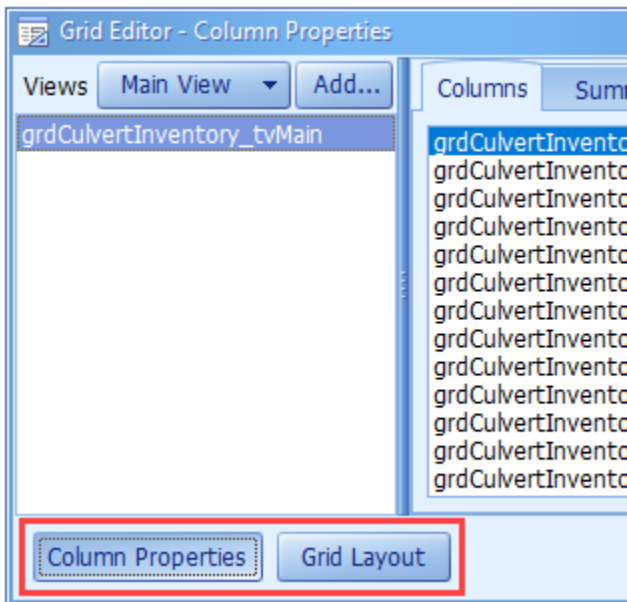 Grid Editor - Column Properties
Views Main View Add...
grdCulvertInventory_tvMain
Columns
grdCulvertInvento
grdCulvertInvento
grdCulvertInvento
grdCulvertInvento
grdCulvertInvento
grdCulvertInvento
grdCulvertInvento
grdCulvertInvento
grdCulvertInvento
grdCulvertInvento
grdCulvertInvento
grdCulvertInvento
grdCulvertInvento
Column Properties Grid Layout